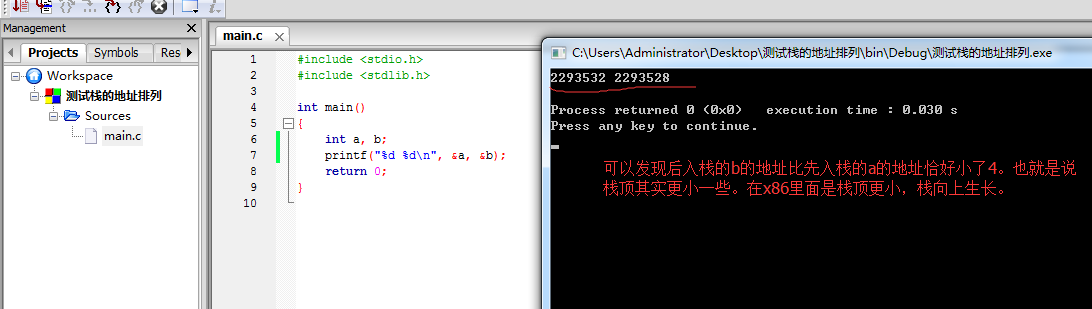 Management
Projects
Symbols
Res
Workspace
测试栈的地址排列
Sources
main.c
main.c
1 #include <stdio.h>
2 #include <stdlib.h>
3
4 int main()
5 {
6 int a, b;
7 printf("%d %d\n", &a, &b);
8 return 0;
9 }
10
C:\Users\Administrator\Desktop\测试栈的地址排列\bin\Debug\测试栈的地址排列.exe
2293532 2293528
Process returned 0 (0x0) execution time : 0.030 s
Press any key to continue.
可以发现后入栈的b的地址比先入栈的a的地址恰好小了4。也就是说
栈顶其实更小一些。在x86里面是栈顶更小，栈向上生长。